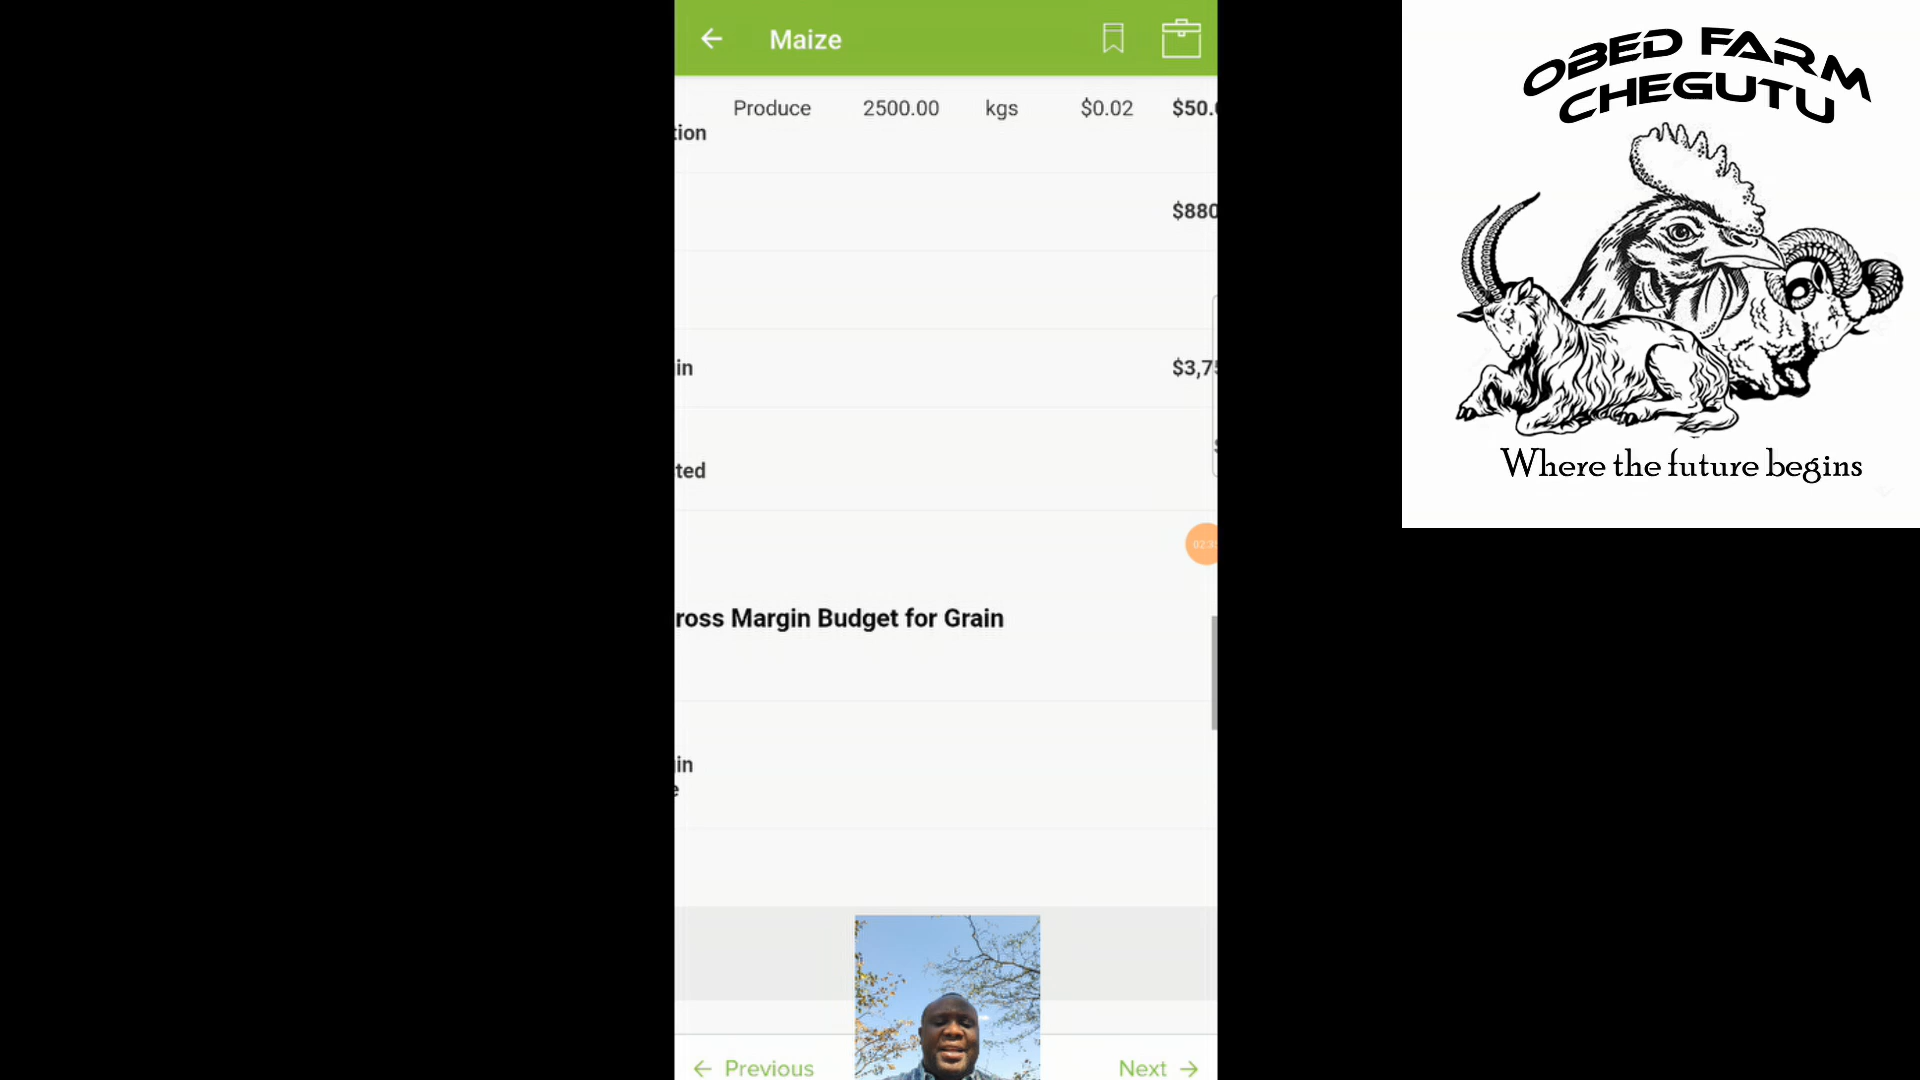 Maize
Produce 2500.00 kgs $0.02 $50.
tion
$880
in
$3,7
ted
ross Margin Budget for Grain
in
e
Previous
Next
OBED FARM
CHEGUTU
Where the future begins